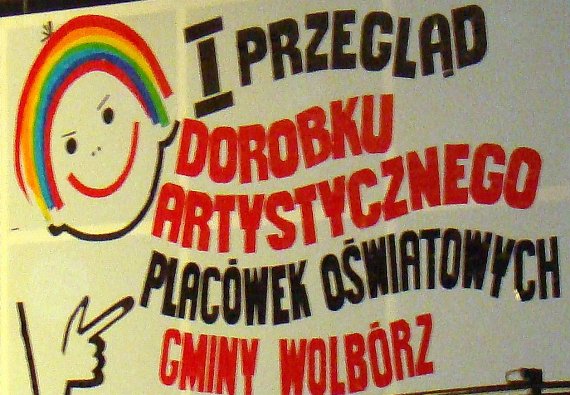 I PRZEGLĄD
DOROBKU
ARTYSTYCZNEGO
PLACÓWEK OŚWIATOWYCH
GMINY WOLBÓRZ